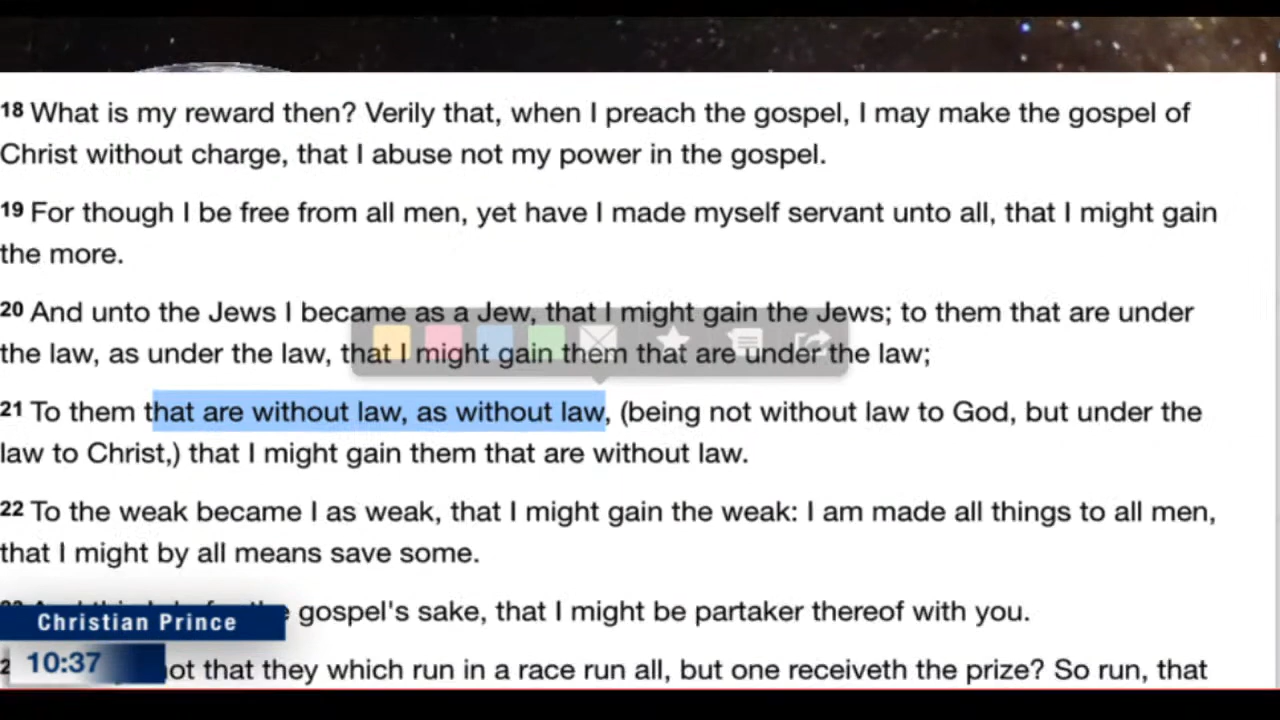 18 What is my reward then? Verily that, when I preach the gospel, I may make the gospel of
Christ without charge, that I abuse not my power in the gospel.
19 For though I be free from all men, yet have I made myself servant unto all, that I might gain
the more.
20 And unto the Jews I became as a Jew, that I might gain the Jews; to them that are under
the law, as under the law, that I might gain them that are under the law;
21 To them that are without law, as without law, (being not without law to God, but under the
law to Christ,) that I might gain them that are without law.
22 To the weak became I as weak, that I might gain the weak: I am made all things to all men,
that I might by all means save some.
gospel's sake, that I might be partaker thereof with you.
Christian Prince
that they which run in a race run all, but one receiveth the prize? So run, that
10:37